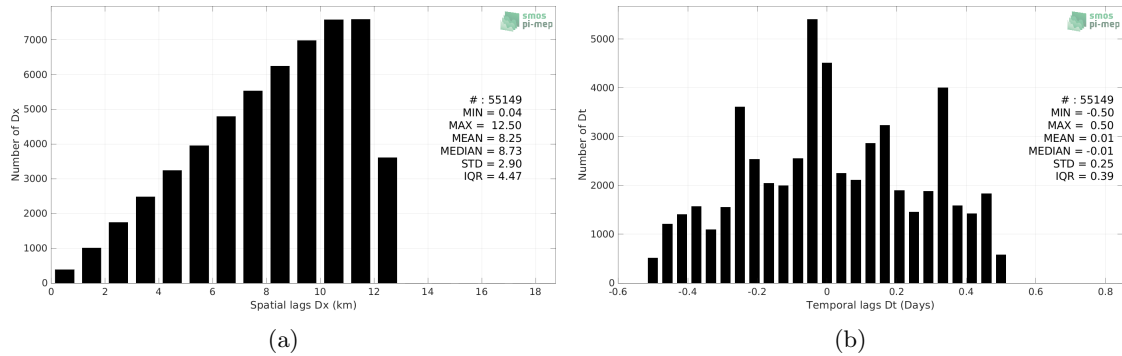 smos
pi-mep
7000
6000
5000
4000
3000
2000
1000
0
Number of Dx
# : 55149
MIN = 0.04
MAX = 12.50
MEAN = 8.25
MEDIAN = 8.73
STD = 2.90
IQR = 4.47
0 2 4 6 8 10 12 14 16 18
Spatial lags Dx (km)
(a)
smos
pi-mep
5000
4000
3000
2000
1000
0
Number of Dt
# : 55149
MIN = -0.50
MAX = 0.50
MEAN = 0.01
MEDIAN = -0.01
STD = 0.25
IQR = 0.39
-0.6 -0.4 -0.2 0 0.2 0.4 0.6 0.8
Temporal lags Dt (Days)
(b)